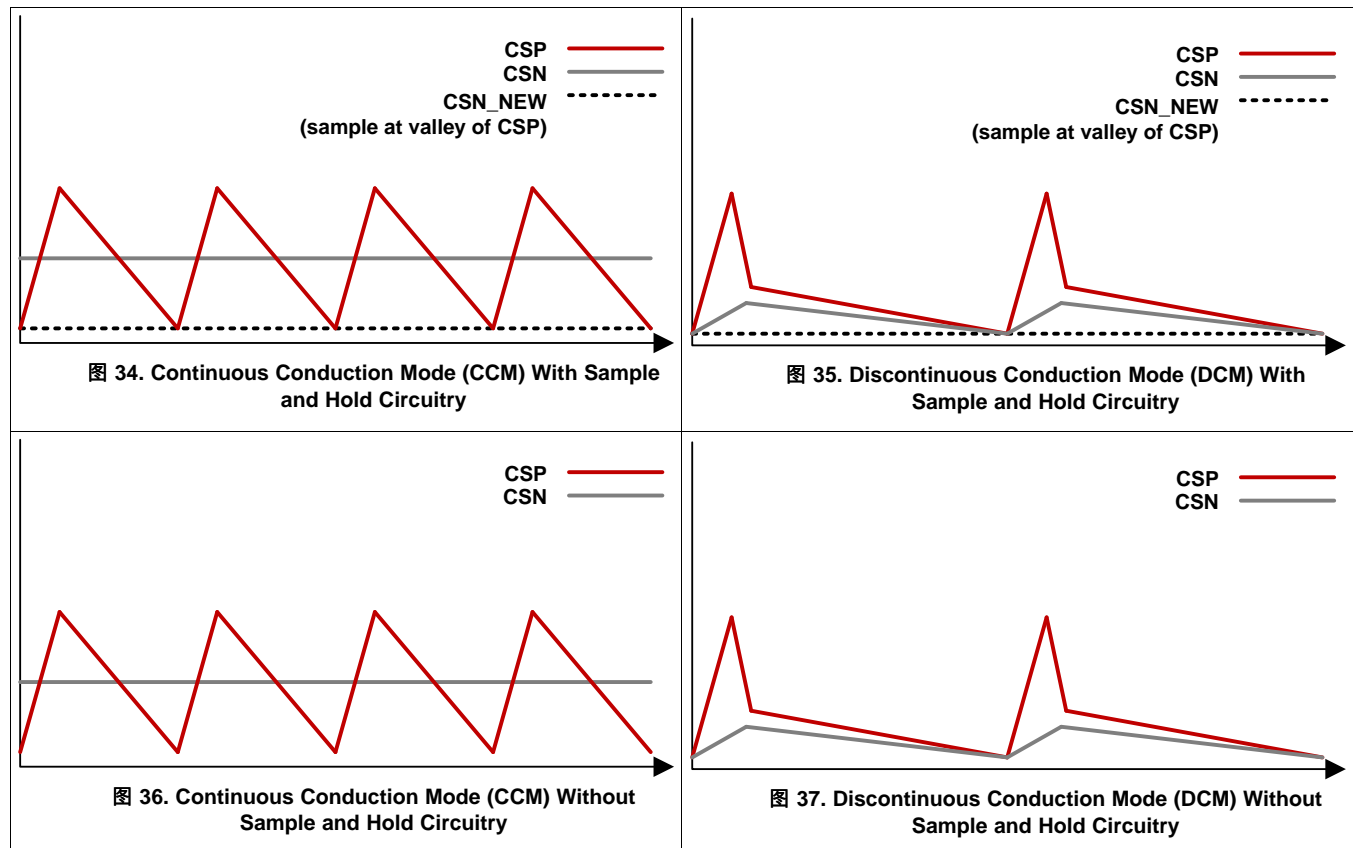 CSP
CSN
CSN_NEW
(sample at valley of CSP)
图 34. Continuous Conduction Mode (CCM) With Sample
and Hold Circuitry
CSP
CSN
CSN_NEW
(sample at valley of CSP)
图 35. Discontinuous Conduction Mode (DCM) With
Sample and Hold Circuitry
CSP
CSN
图 36. Continuous Conduction Mode (CCM) Without
Sample and Hold Circuitry
CSP
CSN
图 37. Discontinuous Conduction Mode (DCM) Without
Sample and Hold Circuitry